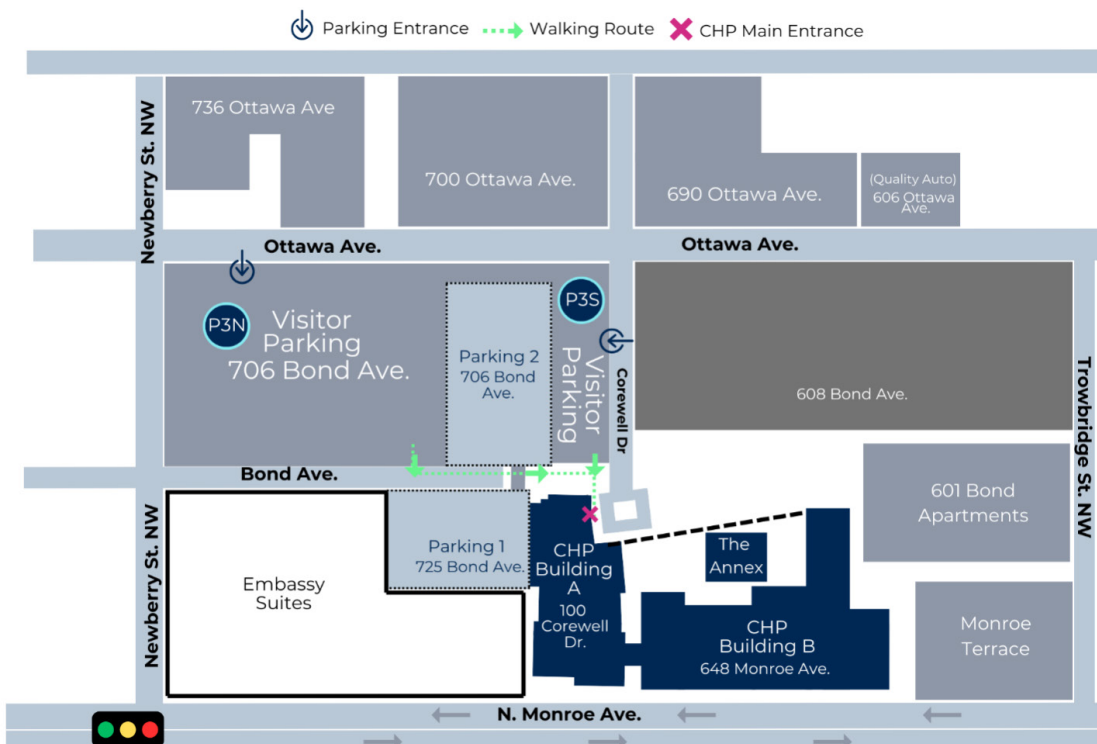 Parking Entrance
Walking Route
CHP Main Entrance
Newberry St. NW
736 Ottawa Ave
700 Ottawa Ave.
690 Ottawa Ave.
(Quality Auto)
606 Ottawa
Ave.
Ottawa Ave.
Ottawa Ave.
P3N
Visitor
Parking
706 Bond Ave.
Parking 2
706 Bond
Ave.
P3S
Visitor
Parking
Corewell Dr
608 Bond Ave.
Trowbridge St. NW
Bond Ave.
Newberry St. NW
Embassy
Suites
Parking 1
725 Bond Ave.
CHP
Building
A
100
Corewell
Dr.
The
Annex
CHP
Building B
648 Monroe Ave.
601 Bond
Apartments
Monroe
Terrace
N. Monroe Ave.